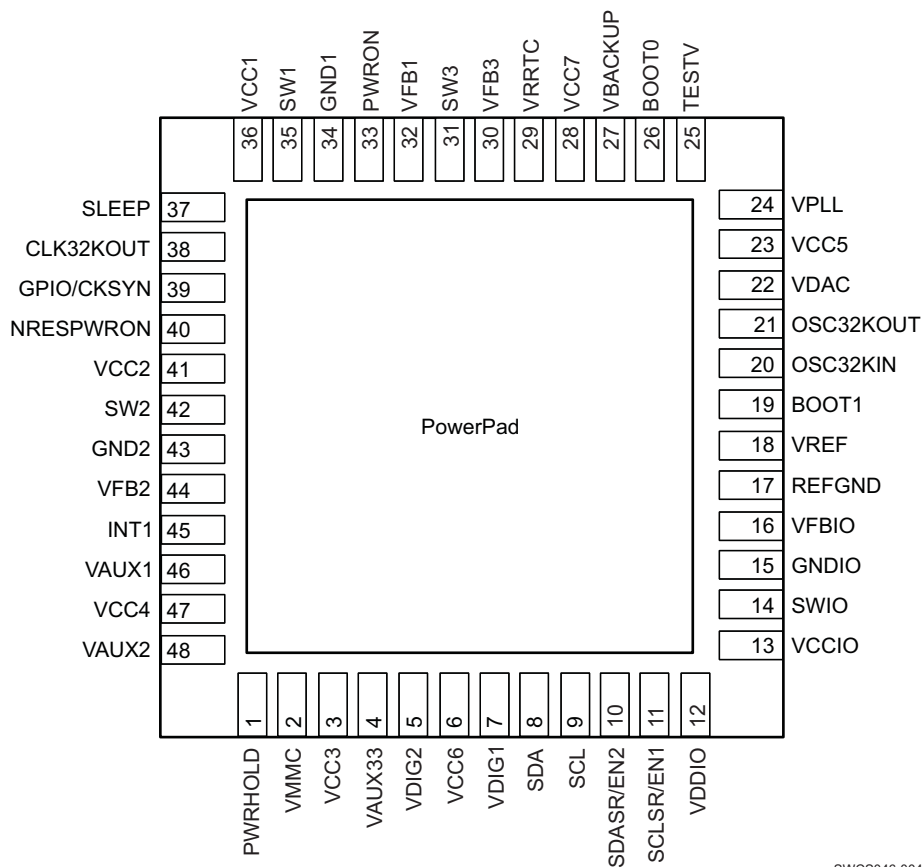 VCC1
SW1
GND1
PWRON
VFB1
SW3
VFB3
VRRTC
VCC7
VBACKUP
BOOT0
TESTV
36
35
34
33
32
31
30
29
28
27
26
25
SLEEP 37
CLK32KOUT 38
GPIO/CKSYN 39
NRESPWRON 40
VCC2 41
SW2 42
GND2 43
VFB2 44
INT1 45
VAUX1 46
VCC4 47
VAUX2 48
PowerPad
24 VPLL
23 VCC5
22 VDAC
21 OSC32KOUT
20 OSC32KIN
19 BOOT1
18 VREF
17 REFGND
16 VFBIO
15 GNDIO
14 SWIO
13 VCCIO
1
2
3
4
5
6
7
8
9
10
11
12
PWRHOLD
VMMC
VCC3
VAUX33
VDIG2
VCC6
VDIG1
SDA
SCL
SDASR/EN2
SCLSR/EN1
VDDIO